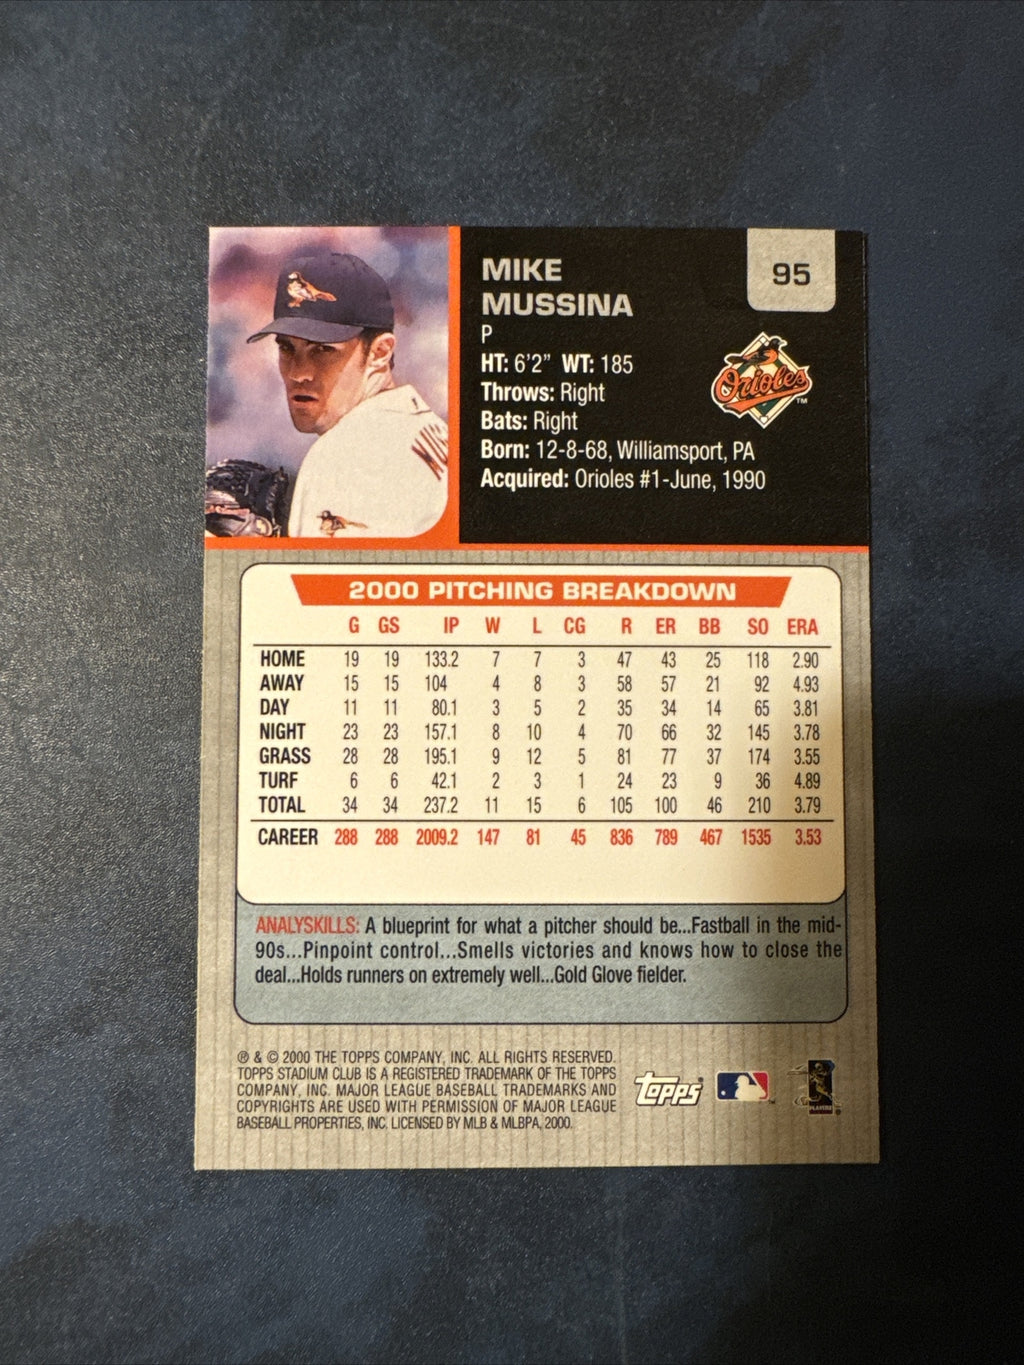 95
MIKE
MUSSINA
P
HT: 6'2" WT: 185
Throws: Right
Bats: Right
Born: 12-8-68, Williamsport, PA
Acquired: Orioles #1-June, 1990
Orioles
TM
MUS
2000 PITCHING BREAKDOWN
G GS IP W L CG R ER BB SO ERA
HOME 19 19 133.2 7 7 3 47 43 25 118 2.90
AWAY 15 15 104 4 8 3 58 57 21 92 4.93
DAY 11 11 80.1 3 5 2 35 34 14 65 3.81
NIGHT 23 23 157.1 8 10 4 70 66 32 145 3.78
GRASS 28 28 195.1 9 12 5 81 77 37 174 3.55
TURF 6 6 42.1 2 3 1 24 23 9 36 4.89
TOTAL 34 34 237.2 11 15 6 105 100 46 210 3.79
CAREER 288 288 2009.2 147 81 45 836 789 467 1535 3.53
ANALYSKILLS: A blueprint for what a pitcher should be...Fastball in the mid-
90s...Pinpoint control...Smells victories and knows how to close the
deal...Holds runners on extremely well...Gold Glove fielder.
® & © 2000 THE TOPPS COMPANY, INC. ALL RIGHTS RESERVED.
TOPPS STADIUM CLUB IS A REGISTERED TRADEMARK OF THE TOPPS
COMPANY, INC. MAJOR LEAGUE BASEBALL TRADEMARKS AND
COPYRIGHTS ARE USED WITH PERMISSION OF MAJOR LEAGUE
BASEBALL PROPERTIES, INC. LICENSED BY MLB & MLBPA, 2000.
Topps
PLAYERS